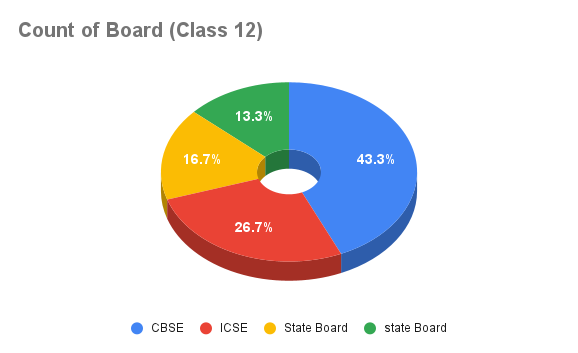 Count of Board (Class 12)
13.3%
43.3%
16.7%
26.7%
CBSE ICSE State Board state Board